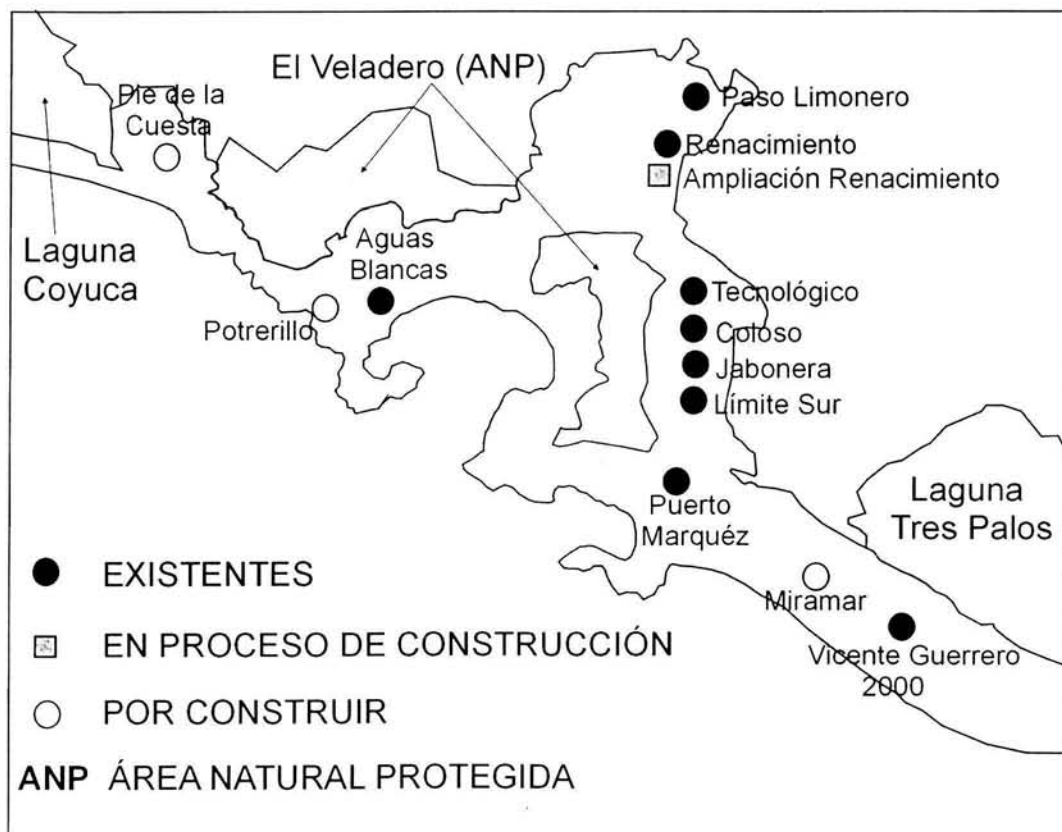 El Veladero (ANP)
Pie de la
Cuesta
Paso Limonero
Renacimiento
Ampliación Renacimiento
Laguna
Coyuca
Aguas
Blancas
Potrerillo
Tecnológico
Coloso
Jabonera
Límite Sur
Puerto
Marquéz
Laguna
Tres Palos
Miramar
Vicente Guerrero
2000
EXISTENTES
EN PROCESO DE CONSTRUCCIÓN
POR CONSTRUIR
ANP ÁREA NATURAL PROTEGIDA